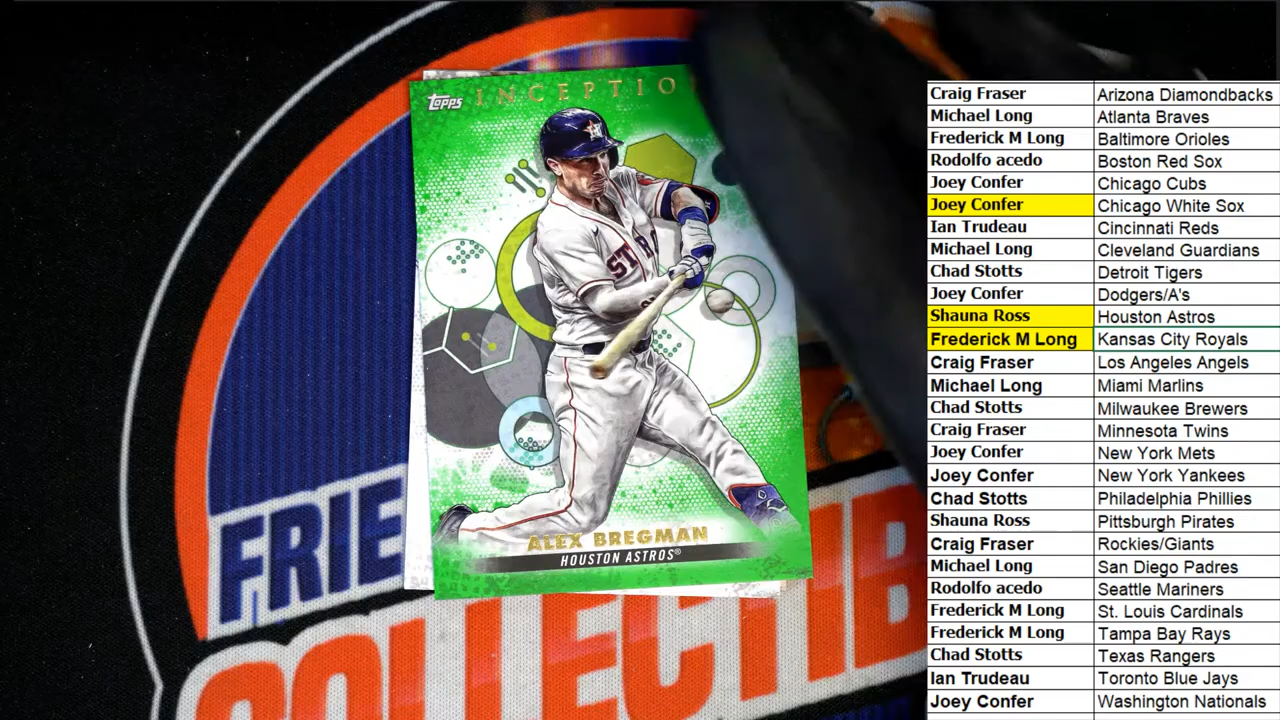 Topps INCEPTIO
ASTRO
ALEX BREGMAN
HOUSTON ASTROS®
FRIE
COLLECTIB
Craig Fraser Arizona Diamondbacks
Michael Long Atlanta Braves
Frederick M Long Baltimore Orioles
Rodolfo acedo Boston Red Sox
Joey Confer Chicago Cubs
Joey Confer Chicago White Sox
Ian Trudeau Cincinnati Reds
Michael Long Cleveland Guardians
Chad Stotts Detroit Tigers
Joey Confer Dodgers/A's
Shauna Ross Houston Astros
Frederick M Long Kansas City Royals
Craig Fraser Los Angeles Angels
Michael Long Miami Marlins
Chad Stotts Milwaukee Brewers
Craig Fraser Minnesota Twins
Joey Confer New York Mets
Joey Confer New York Yankees
Chad Stotts Philadelphia Phillies
Shauna Ross Pittsburgh Pirates
Craig Fraser Rockies/Giants
Michael Long San Diego Padres
Rodolfo acedo Seattle Mariners
Frederick M Long St. Louis Cardinals
Frederick M Long Tampa Bay Rays
Chad Stotts Texas Rangers
Ian Trudeau Toronto Blue Jays
Joey Confer Washington Nationals